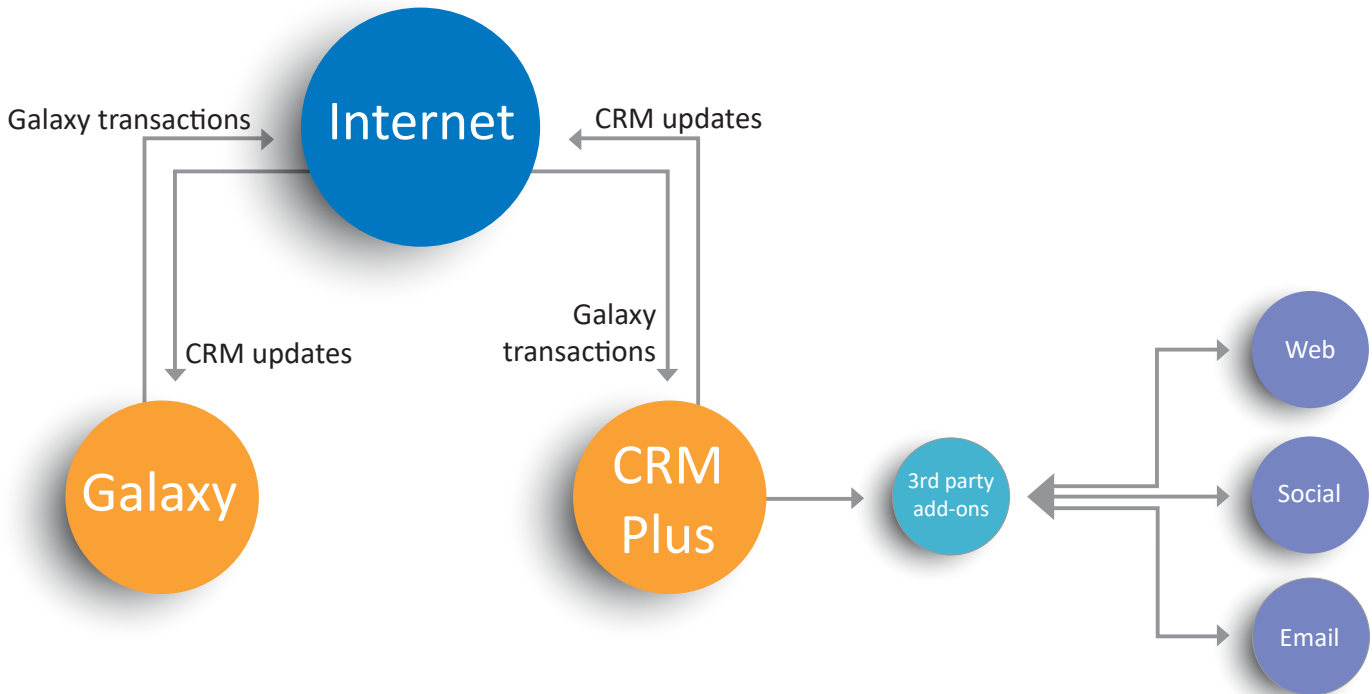 Internet
Galaxy transactions
CRM updates
Galaxy
transactions
CRM updates
Web
Galaxy
CRM
Plus
3rd party
add-ons
Social
Email